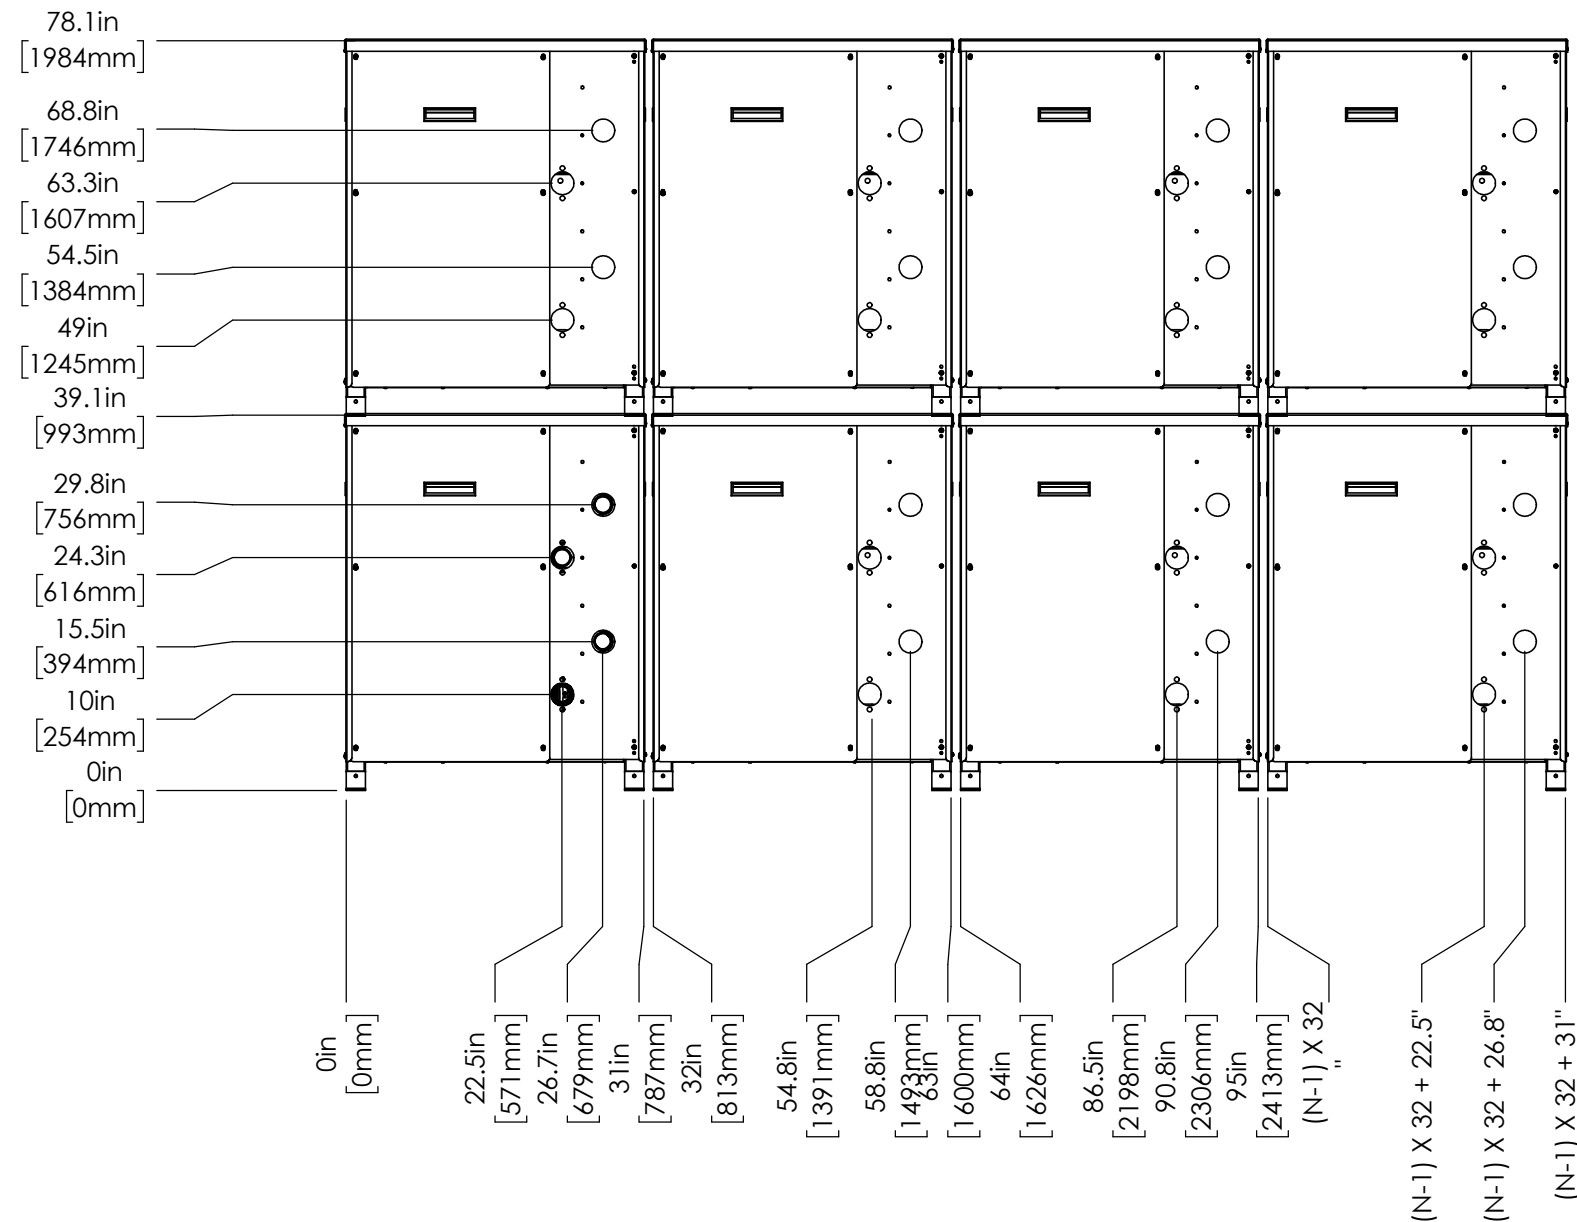 78.1in
[1984mm]
68.8in
[1746mm]
63.3in
[1607mm]
54.5in
[1384mm]
49in
[1245mm]
39.1in
[993mm]
29.8in
[756mm]
24.3in
[616mm]
15.5in
[394mm]
10in
[254mm]
0in
[0mm]
0in
[0mm]
22.5in
[571mm]
26.7in
[679mm]
31in
[787mm]
32in
[813mm]
54.8in
[1391mm]
58.8in
[1493mm]
63in
[1600mm]
64in
[1626mm]
86.5in
[2198mm]
90.8in
[2306mm]
95in
[2413mm]
(N-1) X 32
"
(N-1) X 32 + 22.5"
(N-1) X 32 + 26.8"
(N-1) X 32 + 31"